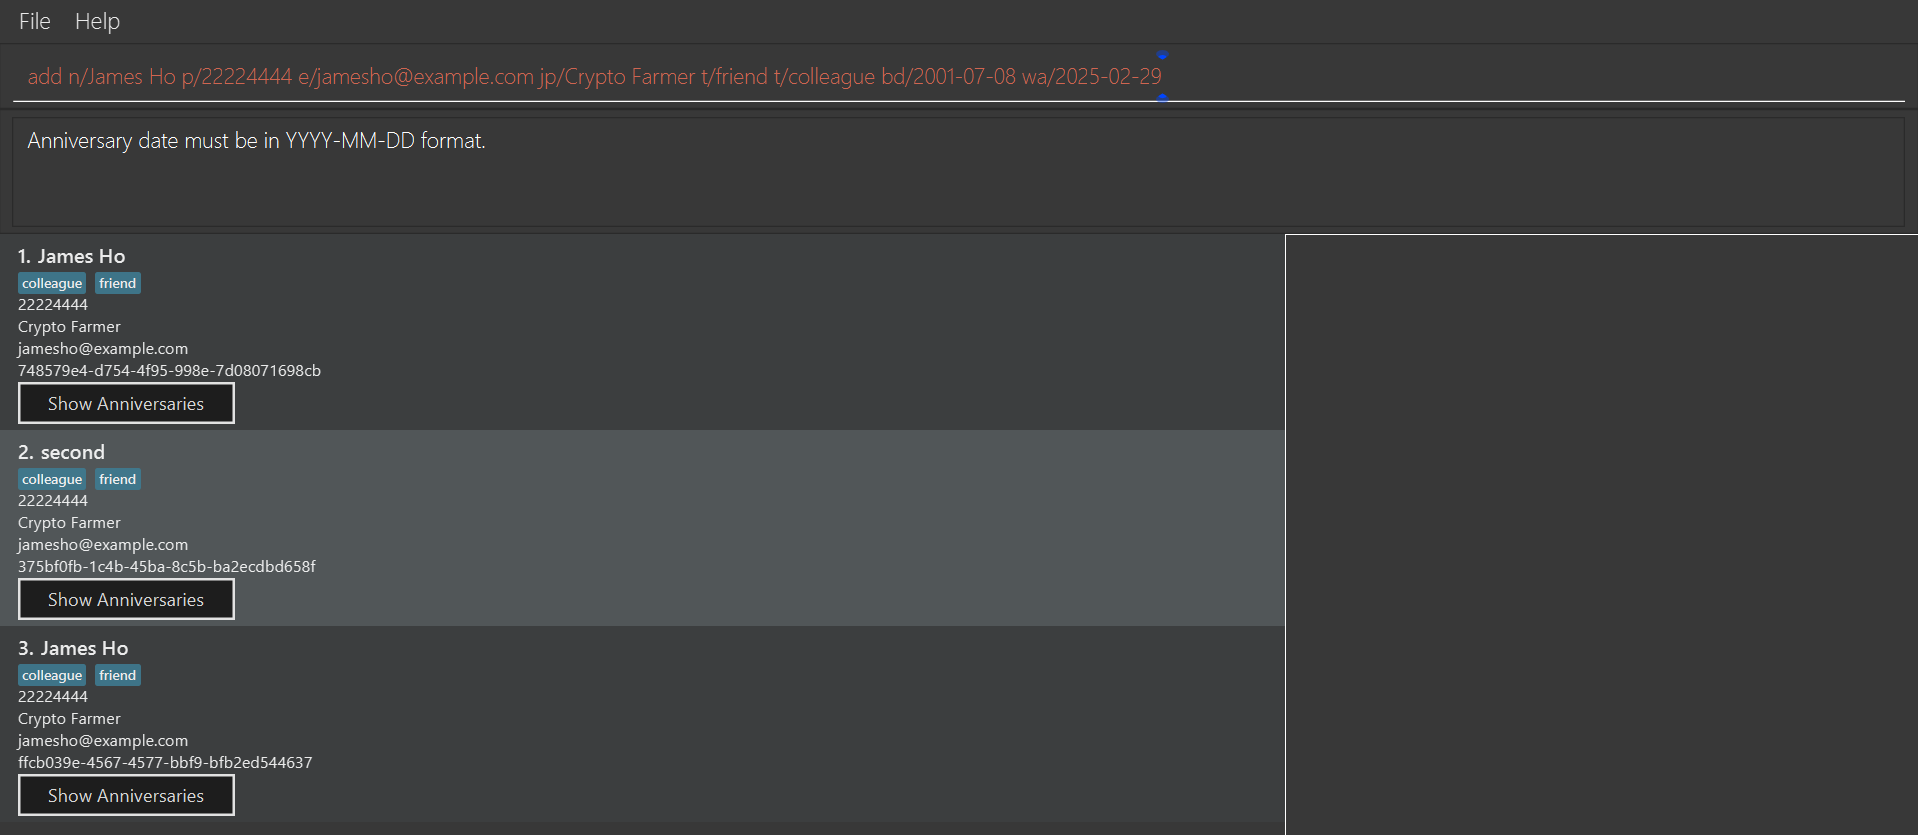 File Help
add n/James Ho p/22224444 e/jamesho@example.com jp/Crypto Farmer t/friend t/colleague bd/2001-07-08 wa/2025-02-29
Anniversary date must be in YYYY-MM-DD format.
1. James Ho
colleague friend
22224444
Crypto Farmer
jamesho@example.com
748579e4-d754-4f95-998e-7d08071698cb
Show Anniversaries
2. second
colleague friend
22224444
Crypto Farmer
jamesho@example.com
375bf0fb-1c4b-45ba-8c5b-ba2ecdbd658f
Show Anniversaries
3. James Ho
colleague friend
22224444
Crypto Farmer
jamesho@example.com
ffcb039e-4567-4577-bbf9-bfb2ed544637
Show Anniversaries